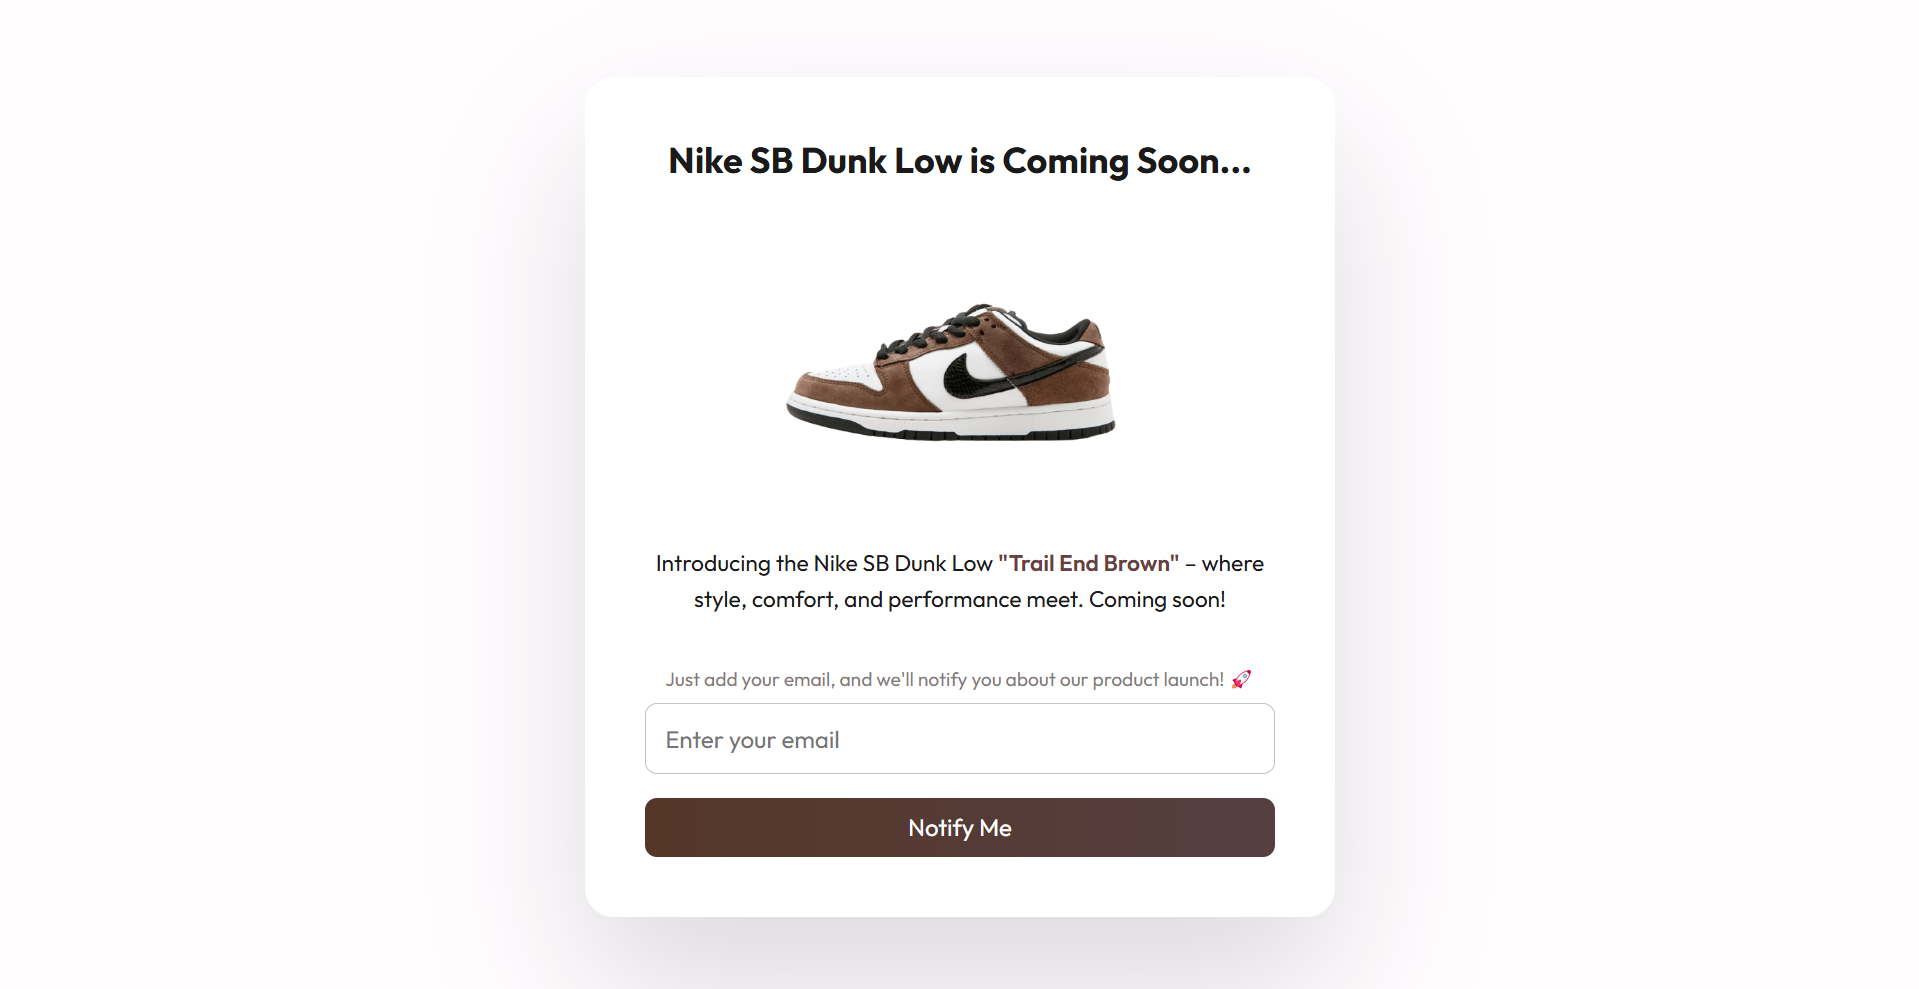 Nike SB Dunk Low is Coming Soon...
Introducing the Nike SB Dunk Low "Trail End Brown" – where
style, comfort, and performance meet. Coming soon!
Just add your email, and we'll notify you about our product launch! 🚀
Enter your email
Notify Me